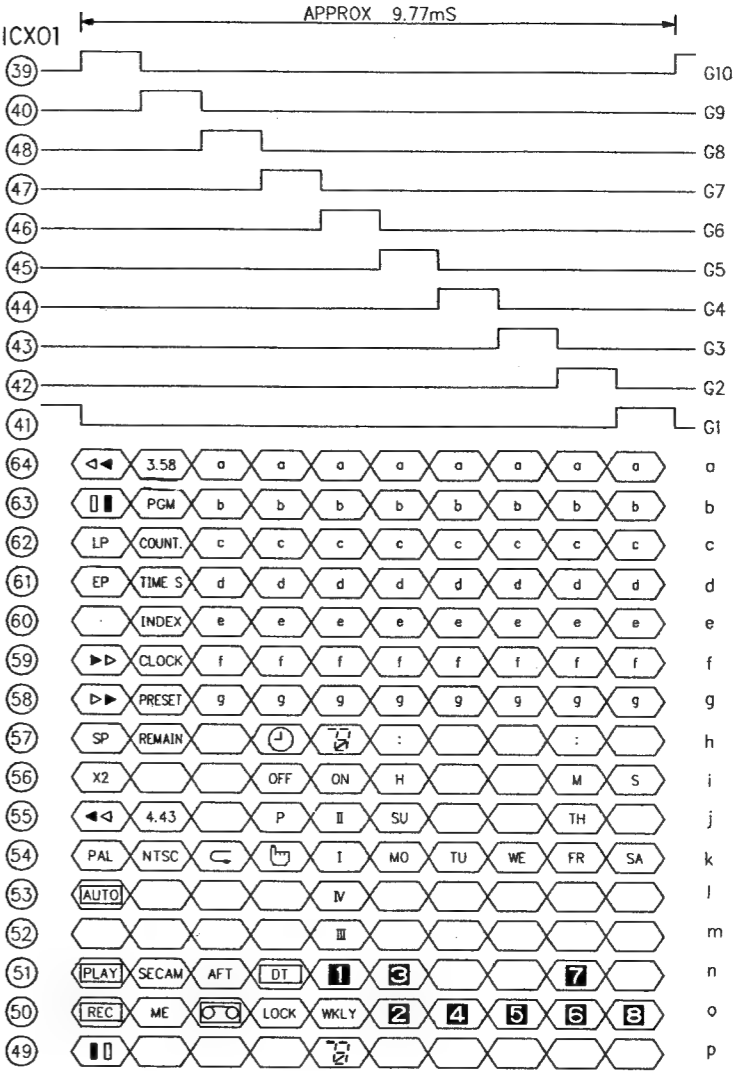 APPROX 9.77mS
ICX01
39 G10
40 G9
48 G8
47 G7
46 G6
45 G5
44 G4
43 G3
42 G2
41 G1
64 3.58 a a a a a a a a a
63 PGM b b b b b b b b b
62 LP COUNT. c c c c c c c c c
61 EP TIME S d d d d d d d d d
60 INDEX e e e e e e e e e
59 CLOCK f f f f f f f f f
58 PRESET g g g g g g g g g
57 SP REMAIN : : h
56 X2 OFF ON H M S i
55 4.43 P II SU TH j
54 PAL NTSC I MO TU WE FR SA k
53 AUTO IV l
52 III m
51 PLAY SECAM AFT DT 1 3 7 n
50 REC ME LOCK WKLY 2 4 5 6 8 o
49 p